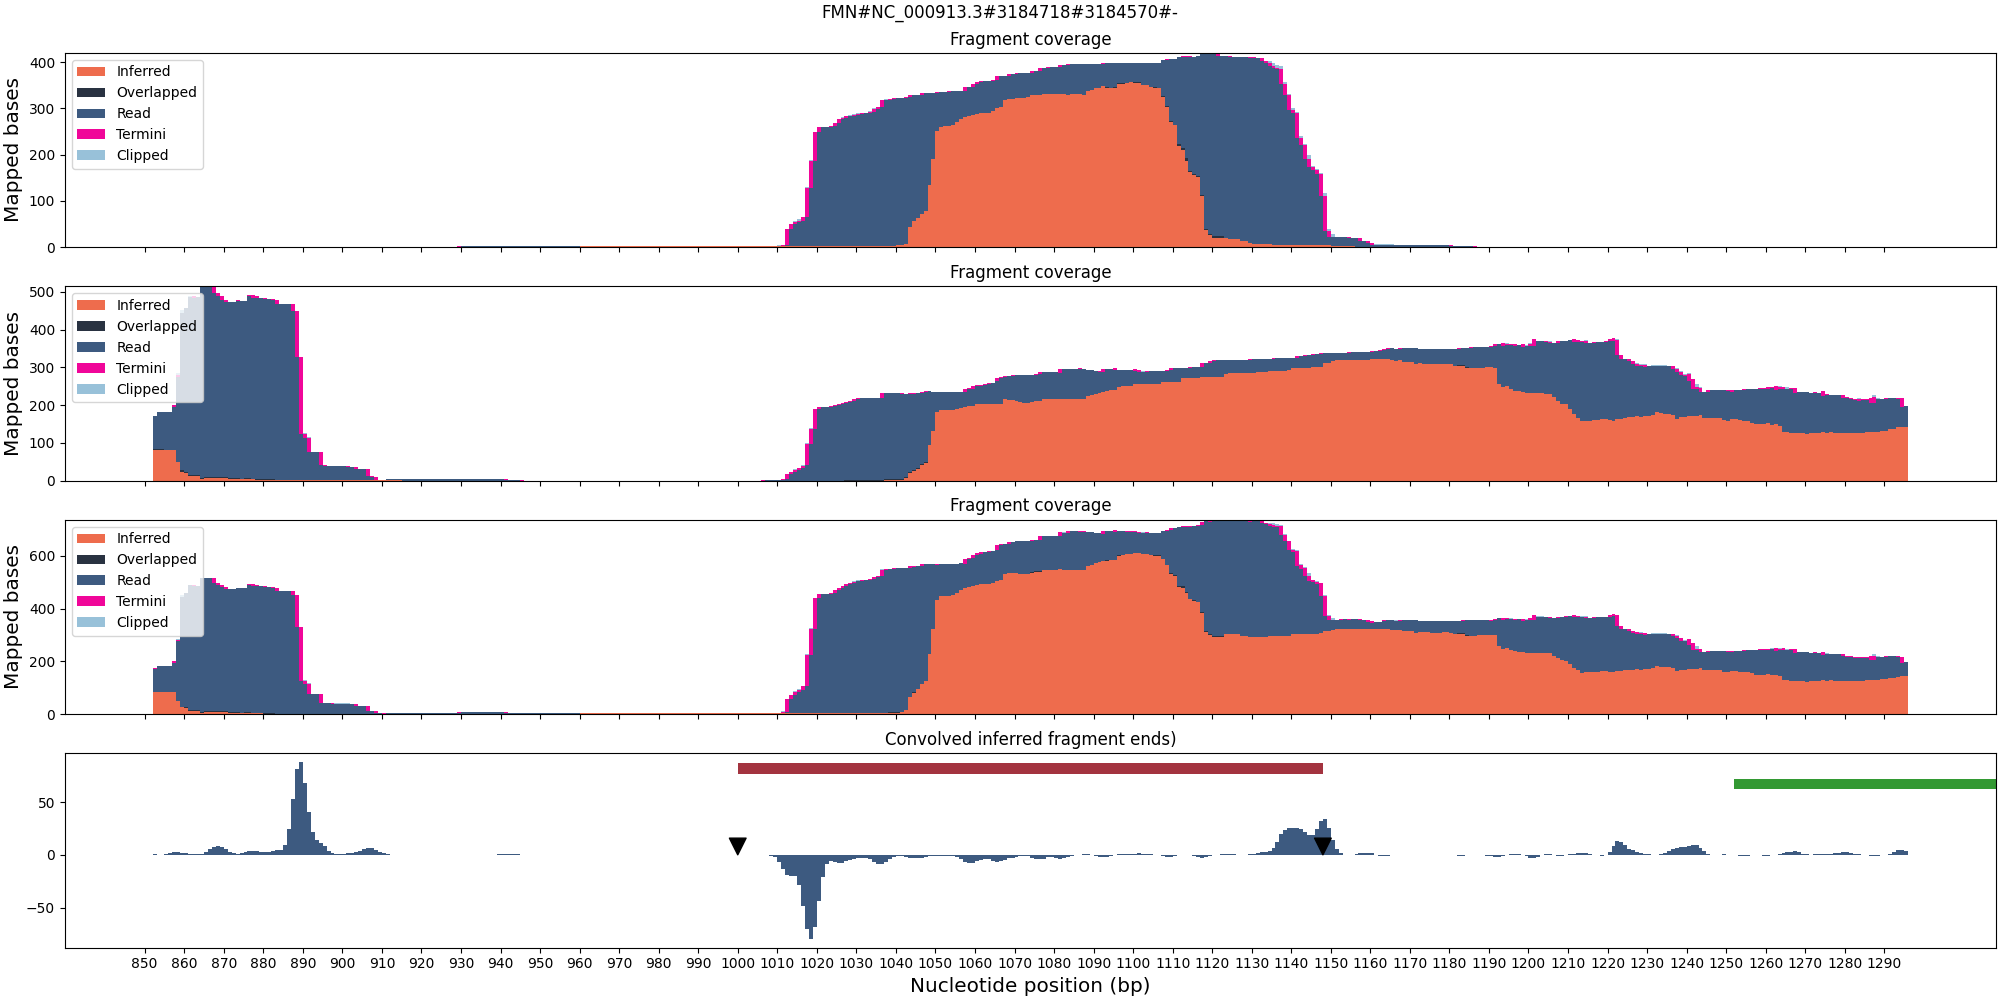 FMN#NC_000913.3#3184718#3184570#-
Fragment coverage
Mapped bases
400
300
200
100
0
Inferred
Overlapped
Read
Termini
Clipped
Fragment coverage
Mapped bases
500
400
300
200
100
0
Inferred
Overlapped
Read
Termini
Clipped
Fragment coverage
Mapped bases
600
400
200
0
Inferred
Overlapped
Read
Termini
Clipped
Convolved inferred fragment ends)
50
0
−50
850 860 870 880 890 900 910 920 930 940 950 960 970 980 990 1000 1010 1020 1030 1040 1050 1060 1070 1080 1090 1100 1110 1120 1130 1140 1150 1160 1170 1180 1190 1200 1210 1220 1230 1240 1250 1260 1270 1280 1290
Nucleotide position (bp)